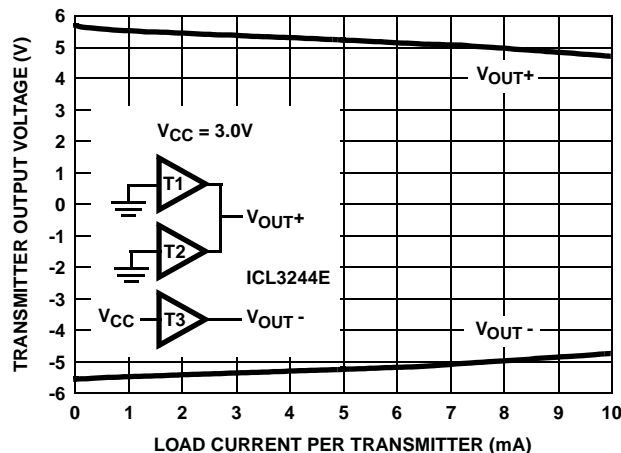 TRANSMITTER OUTPUT VOLTAGE (V)
6
5
4
3
2
1
0
-1
-2
-3
-4
-5
-6
VOUT+
VCC = 3.0V
T1
VOUT+
T2
ICL3244E
VCC
T3
VOUT -
VOUT -
0 1 2 3 4 5 6 7 8 9 10
LOAD CURRENT PER TRANSMITTER (mA)